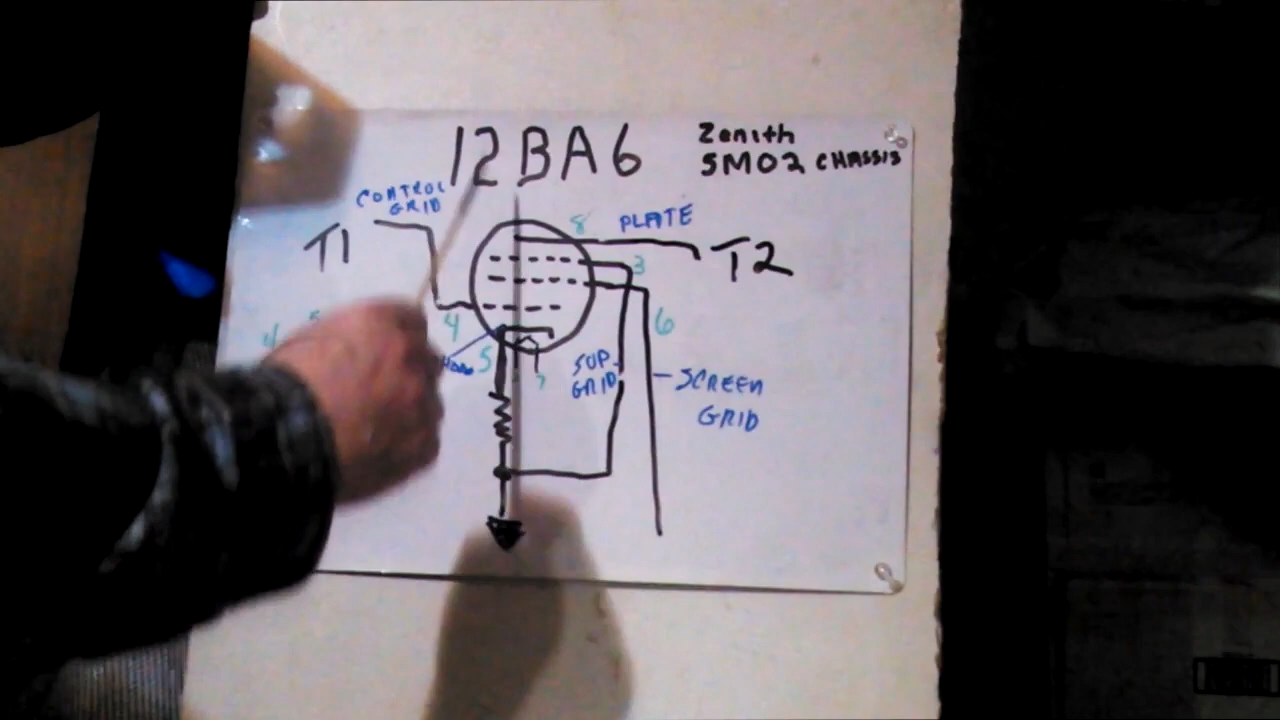 12BA6
Zenith
5M02 CHASSIS
CONTROL
GRID
8
PLATE
T1
T2
3
4
6
5
7
SUP-
GRID
SCREEN
GRID